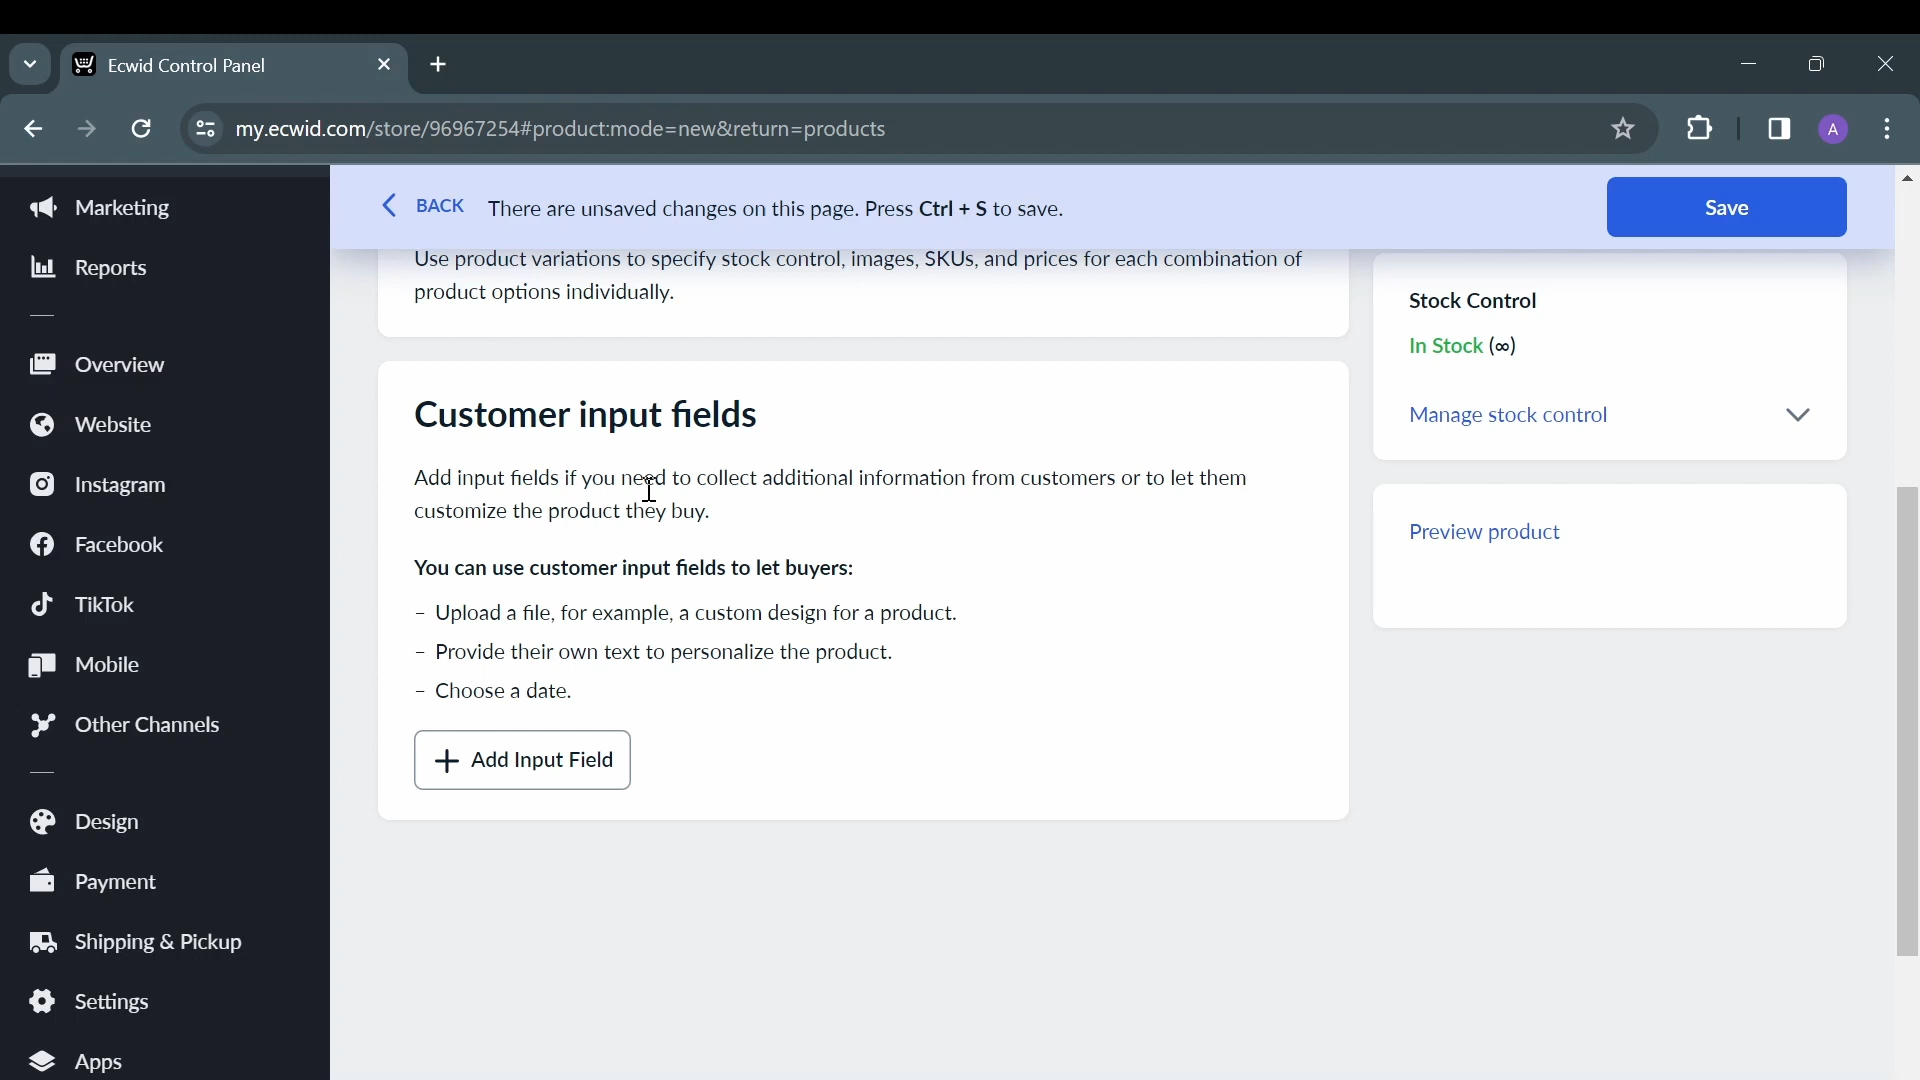 Ecwid Control Panel
my.ecwid.com/store/96967254#product:mode=new&return=products
A
Marketing
Reports
Overview
Website
Instagram
Facebook
TikTok
Mobile
Other Channels
Design
Payment
Shipping & Pickup
Settings
Apps
BACK There are unsaved changes on this page. Press Ctrl + S to save.
Save
Use product variations to specify stock control, images, SKUs, and prices for each combination of
product options individually.
Customer input fields
Add input fields if you need to collect additional information from customers or to let them
customize the product they buy.
You can use customer input fields to let buyers:
– Upload a file, for example, a custom design for a product.
– Provide their own text to personalize the product.
– Choose a date.
+ Add Input Field
Stock Control
In Stock (∞)
Manage stock control
Preview product